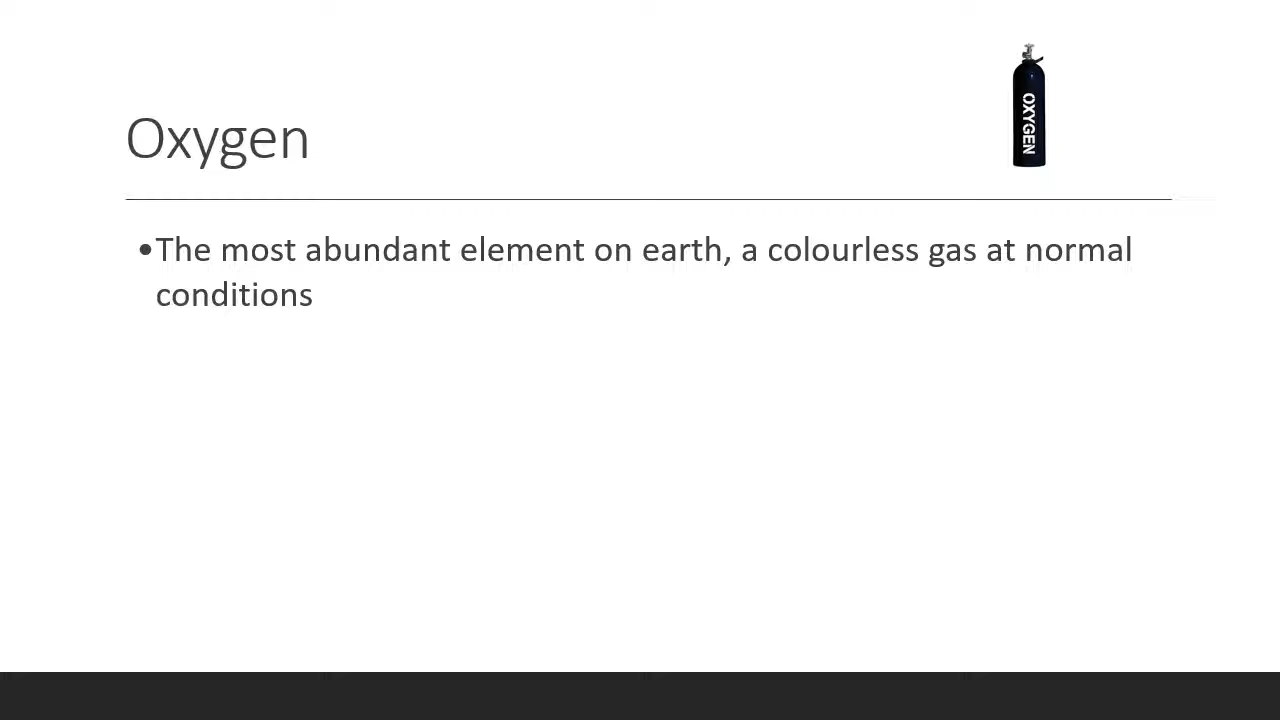 OXYGEN
Oxygen
•The most abundant element on earth, a colourless gas at normal
conditions